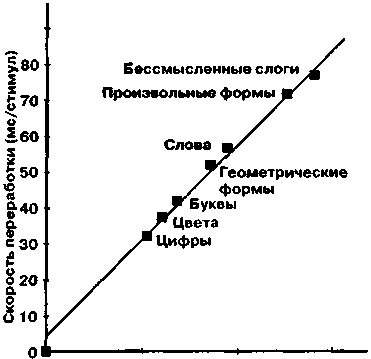 Скорость переработки (мс/стимул)
80
70
60
50
40
30
20
10
0
Бессмысленные слоги
Произвольные формы
Слова
Геометрические
формы
Буквы
Цвета
Цифры